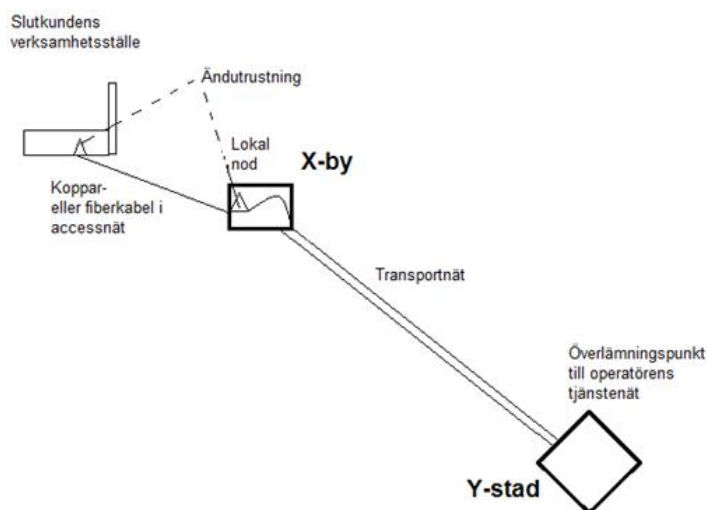 Slutkundens
verksamhetsställe
Ändutrustning
Lokal
nod
X-by
Koppar-
eller fiberkabel i
accessnät
Transportnät
Överlämningspunkt
till operatörens
tjänstenät
Y-stad